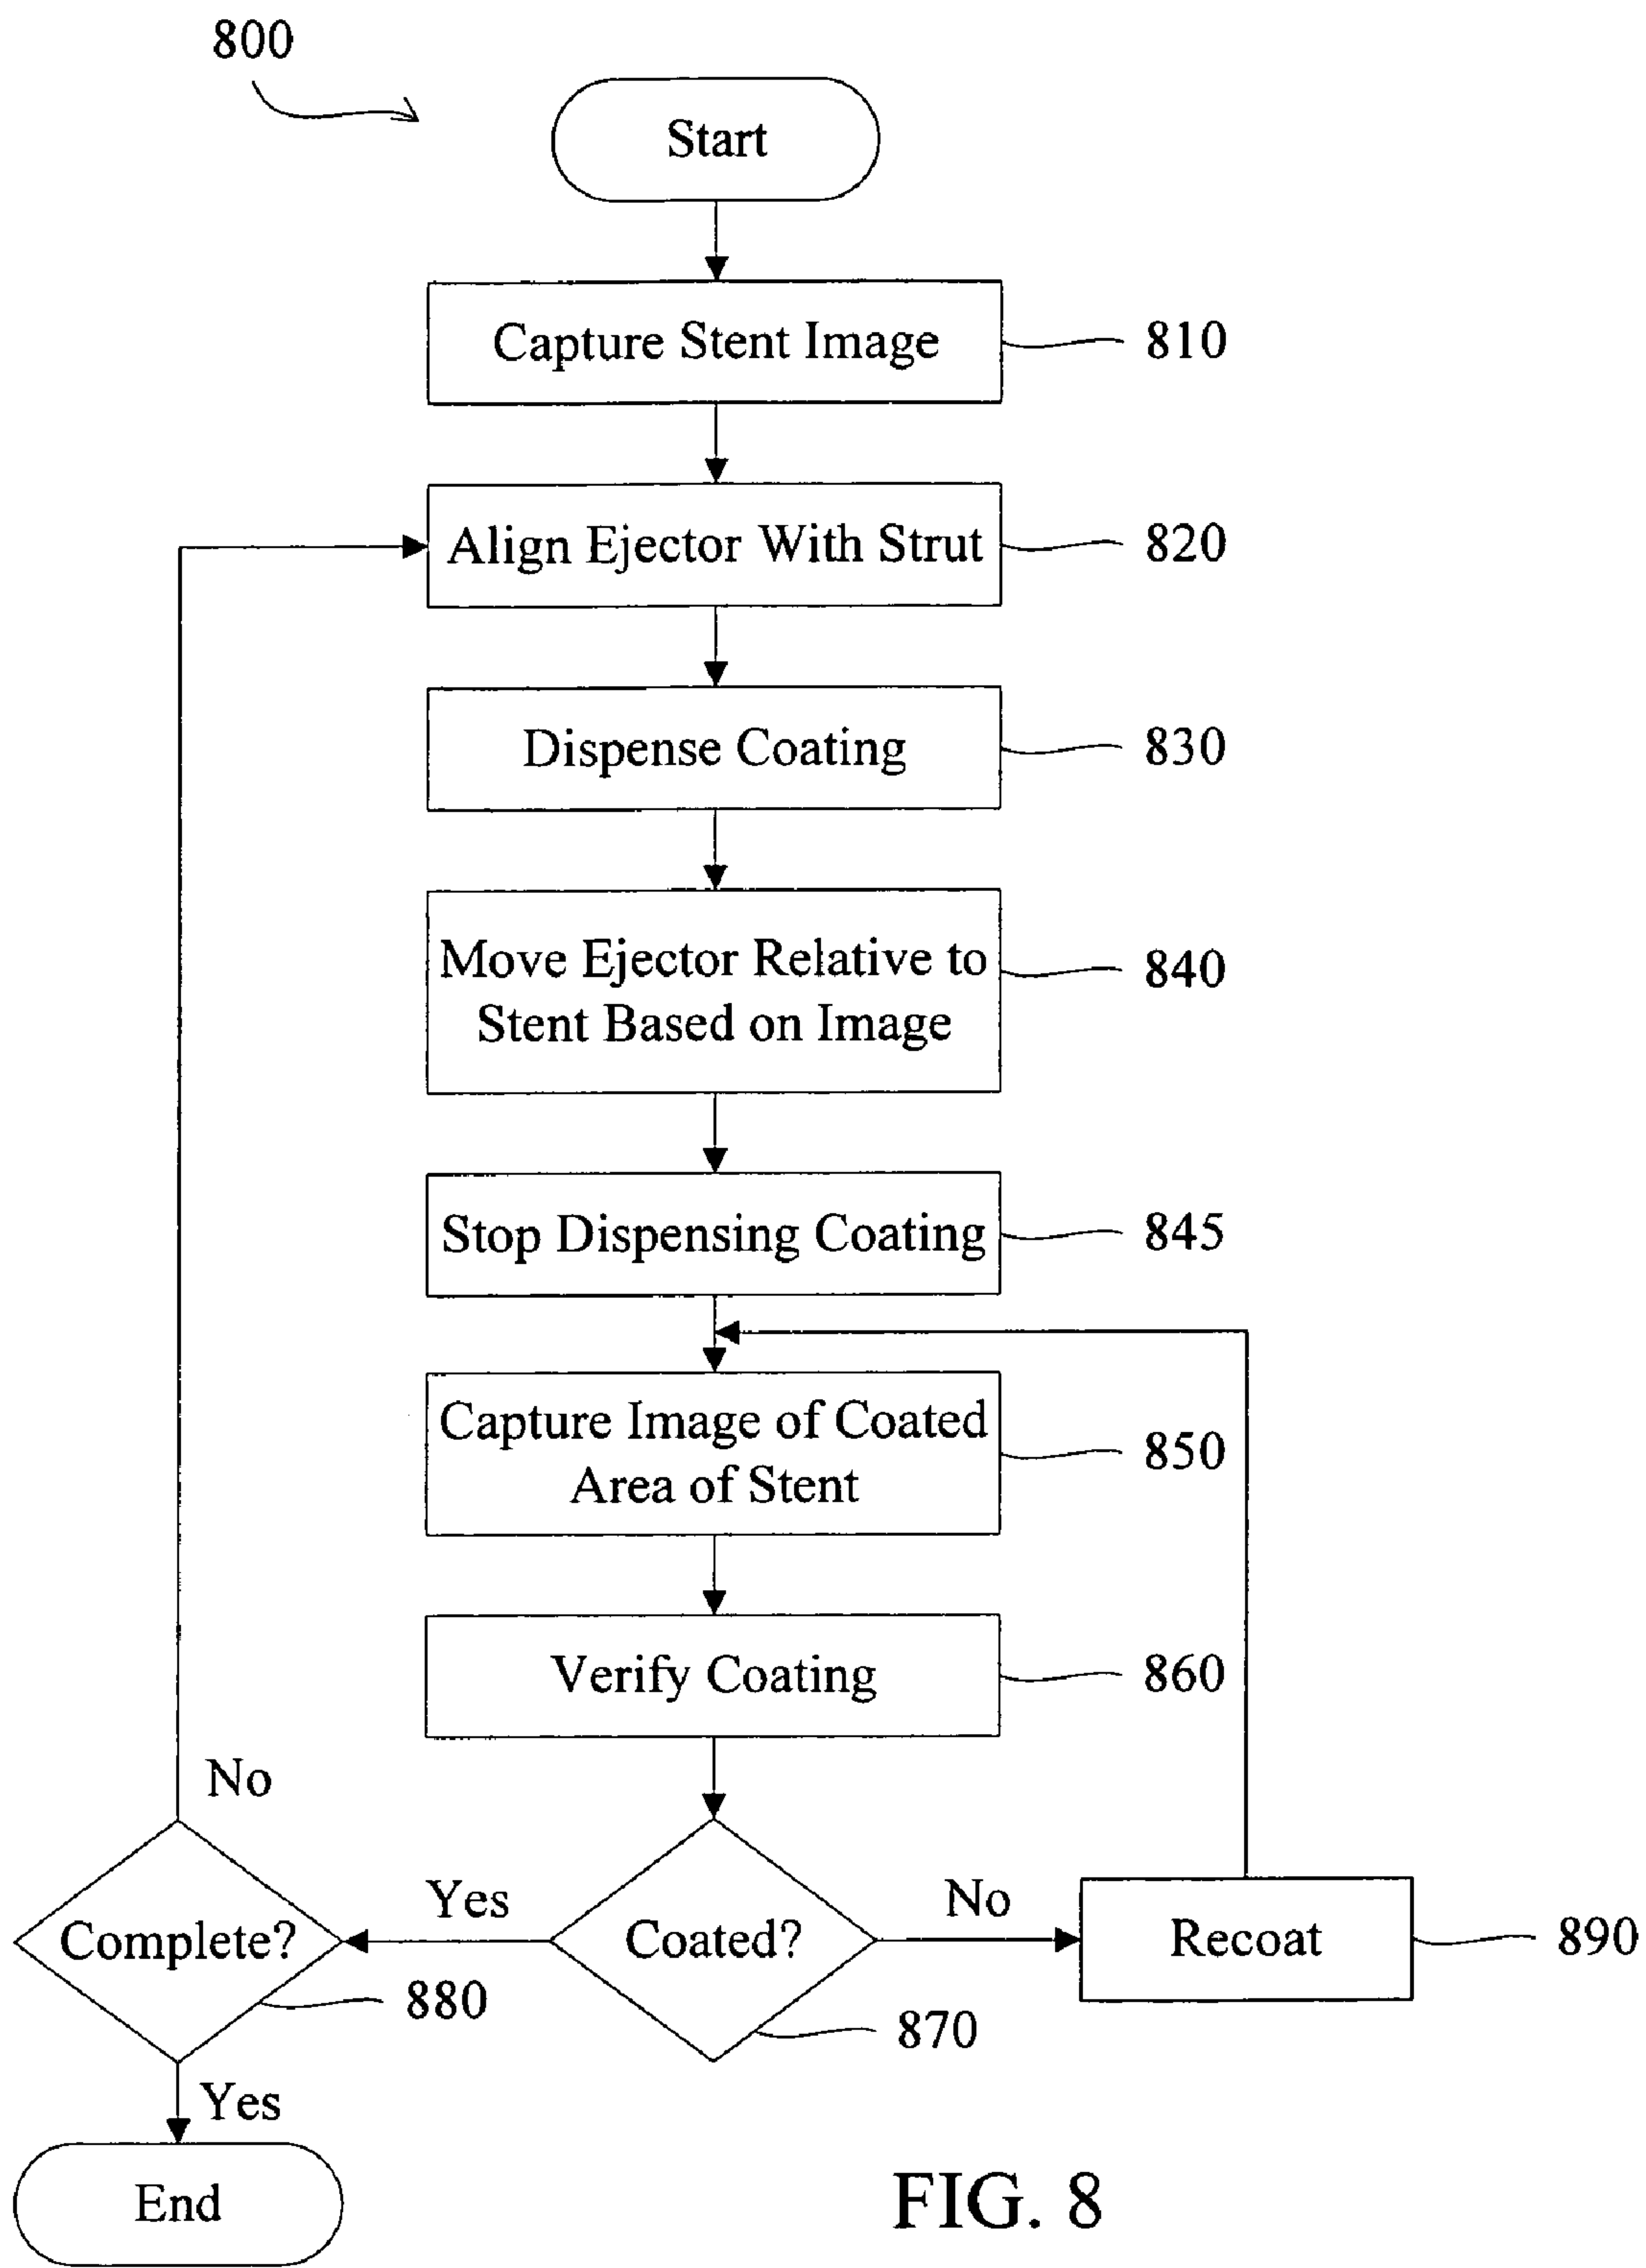 800
Start
Capture Stent Image
810
Align Ejector With Strut
820
Dispense Coating
830
Move Ejector Relative to
Stent Based on Image
840
Stop Dispensing Coating
845
Capture Image of Coated
Area of Stent
850
Verify Coating
860
No
Complete?
880
Yes
Coated?
870
No
Recoat
890
Yes
End
FIG. 8